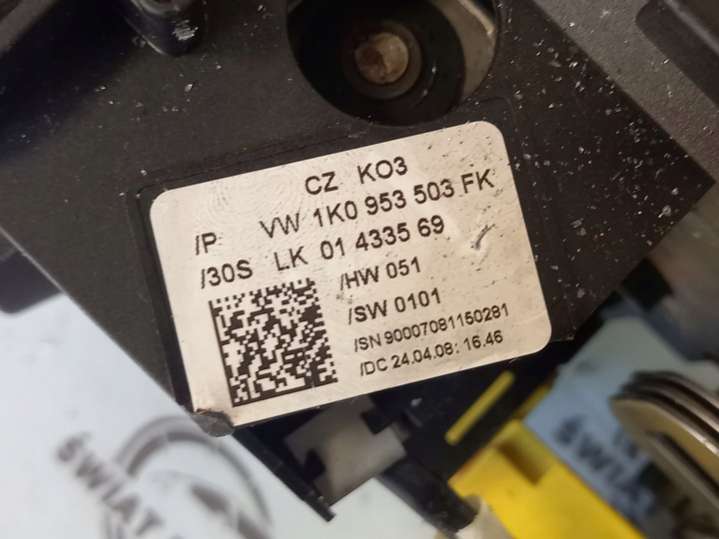 CZ KO3
/P VW 1K0 953 503 FK
/30S LK 01 4335 69
/HW 051
/SW 0101
/SN 90007081150281
/DC 24.04.08: 16.46
ŚWIAT